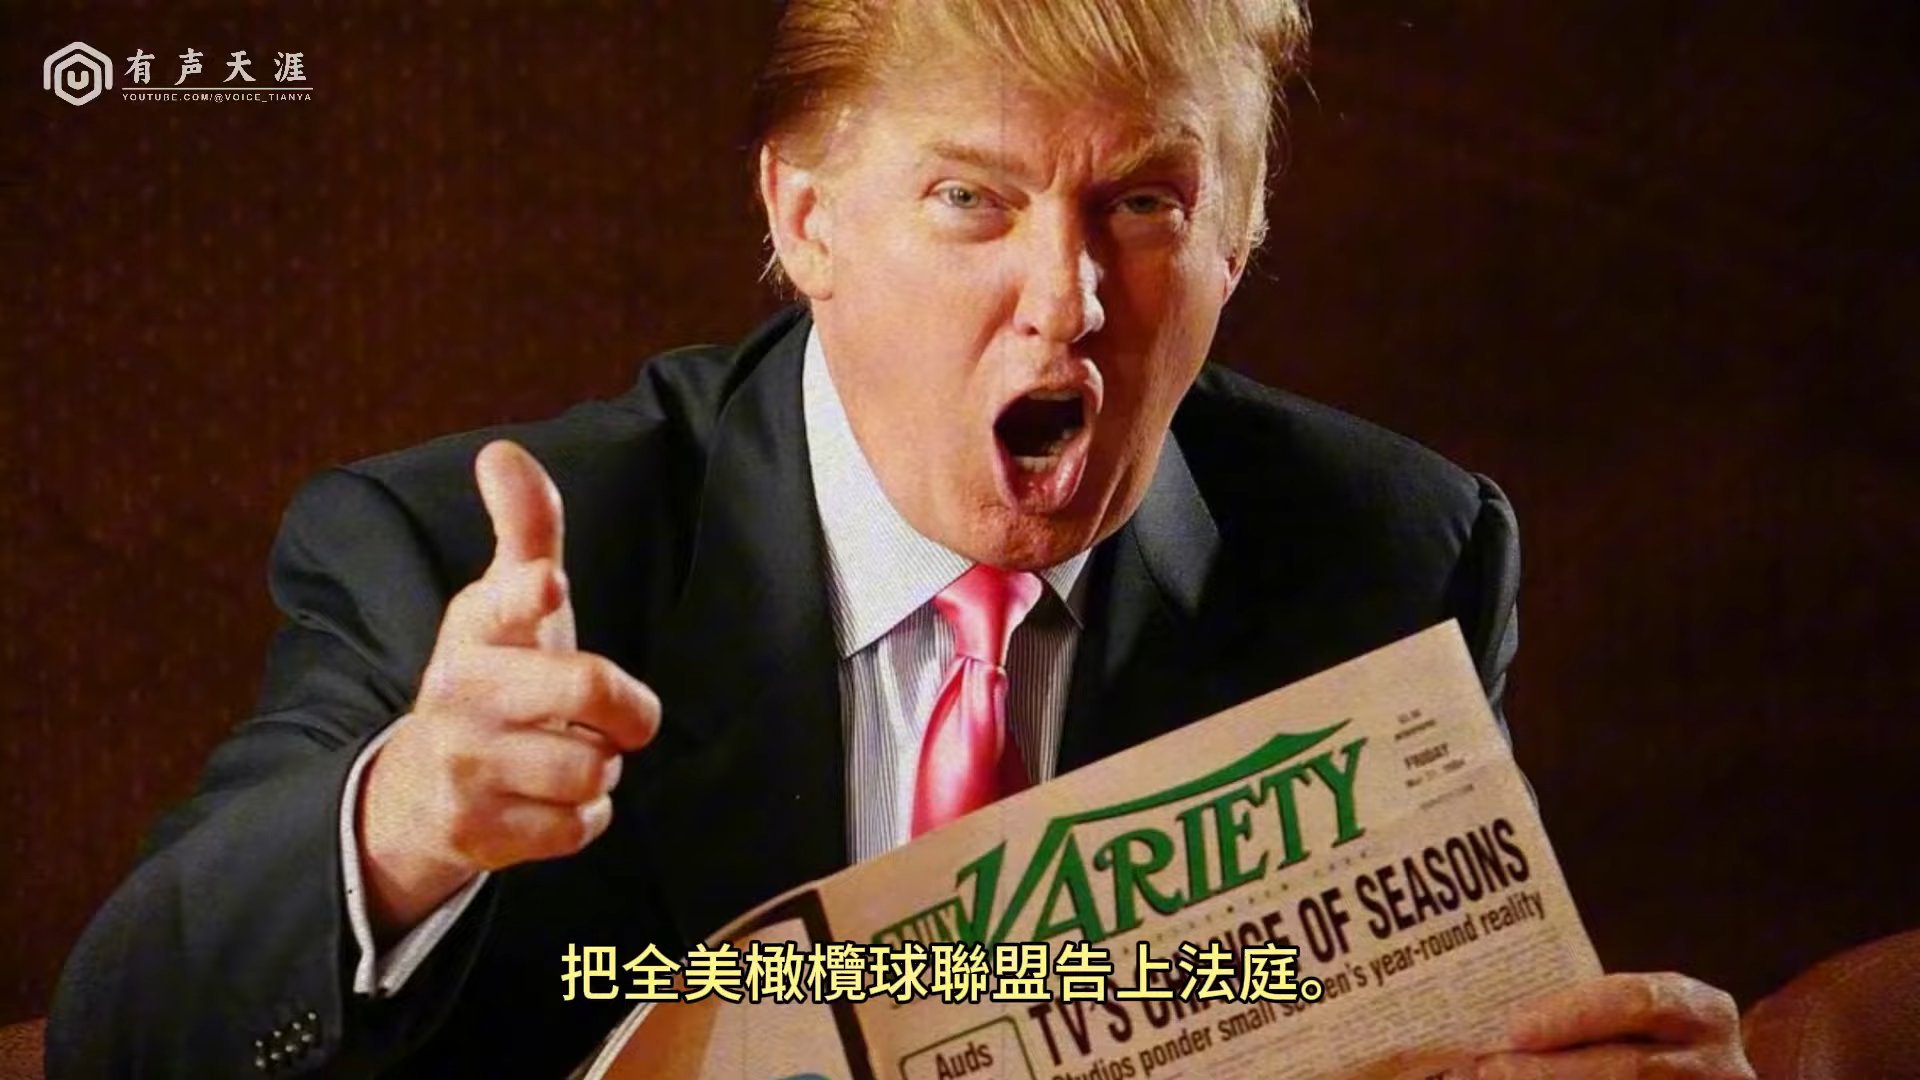 有声天涯
YOUTUBE.COM/@VOICE_TIANYA
DAILY VARIETY
FRIDAY
OF SEASONS
TV'S
en's year-round reality
Studios ponder small
Auds
把全美橄欖球聯盟告上法庭。